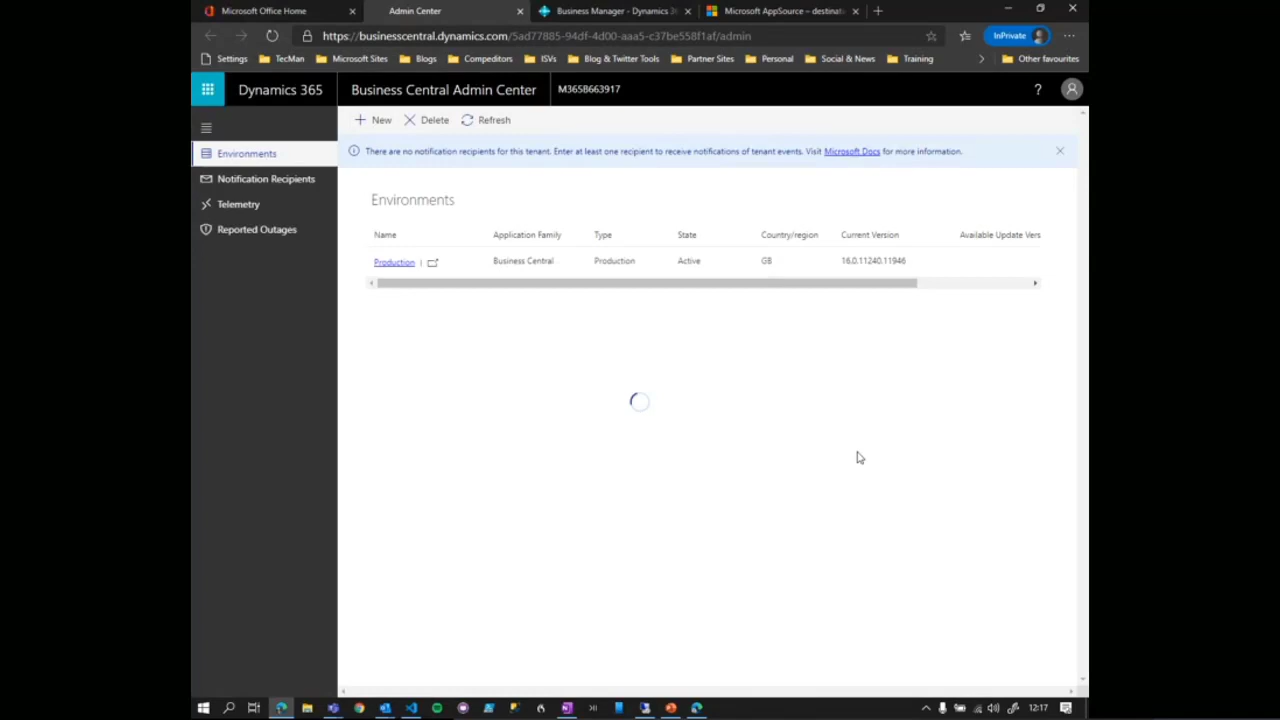 Microsoft Office Home
Admin Center
Business Manager - Dynamics 3
Microsoft AppSource – destinat
https://businesscentral.dynamics.com/5ad77885-94df-4d00-aaa5-c37be558f1af/admin
InPrivate
Settings
TecMan
Microsoft Sites
Blogs
Compeditors
ISVs
Blog & Twitter Tools
Partner Sites
Personal
Social & News
Training
Other favourites
Dynamics 365
Business Central Admin Center
M365B663917
?
New
Delete
Refresh
Environments
Notification Recipients
Telemetry
Reported Outages
There are no notification recipients for this tenant. Enter at least one recipient to receive notifications of tenant events. Visit Microsoft Docs for more information.
Environments
Name Application Family Type State Country/region Current Version Available Update Vers
Production Business Central Production Active GB 16.0.11240.11946
12:17